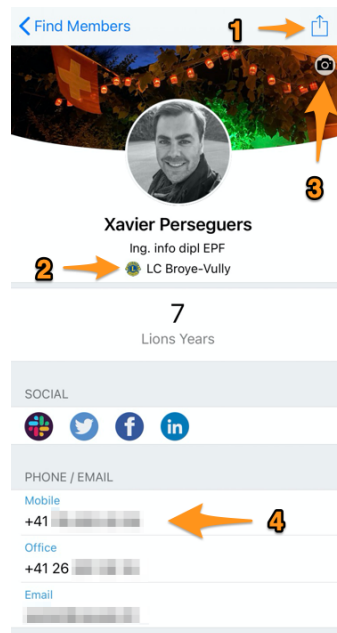 Find Members
1
3
Xavier Perseguers
Ing. info dipl EPF
2
LC Broye-Vully
7
Lions Years
SOCIAL
PHONE / EMAIL
Mobile
+41
4
Office
+41 26
Email